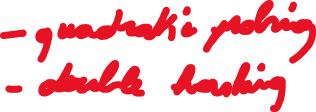 - quadratic probing
- double hashing